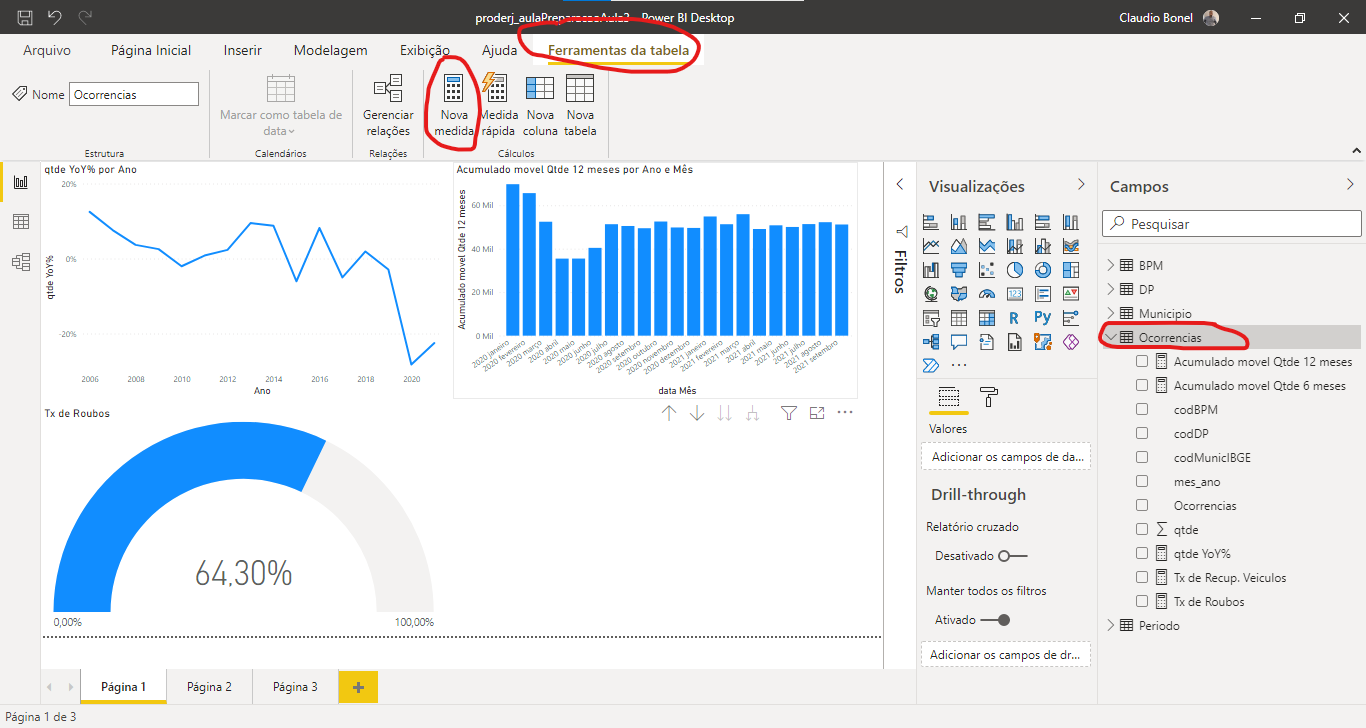 proderj_aulaPreparacaoAula2 - Power BI Desktop
Claudio Bonel
Arquivo
Página Inicial
Inserir
Modelagem
Exibição
Ajuda
Ferramentas da tabela
Nome
Ocorrencias
Marcar como tabela de
data
Gerenciar
relações
Nova
medida
Medida
rápida
Nova
coluna
Nova
tabela
Estrutura
Calendários
Relações
Cálculos
qtde YoY% por Ano
20%
0%
-20%
qtde YoY%
2006
2008
2010
2012
2014
2016
2018
2020
Ano
Acumulado movel Qtde 12 meses por Ano e Mês
Acumulado movel Qtde 12 meses
60 Mil
40 Mil
20 Mil
0 Mil
2020 janeiro
2020 fevereiro
2020 março
2020 abril
2020 maio
2020 junho
2020 julho
2020 agosto
2020 setembro
2020 outubro
2020 novembro
2020 dezembro
2021 janeiro
2021 fevereiro
2021 março
2021 abril
2021 maio
2021 junho
2021 julho
2021 agosto
2021 setembro
data Mês
Tx de Roubos
64,30%
0,00%
100,00%
Filtros
Visualizações
123
R
Py
Valores
Adicionar os campos de da...
Drill-through
Relatório cruzado
Desativado
Manter todos os filtros
Ativado
Adicionar os campos de dr...
Campos
Pesquisar
BPM
DP
Municipio
Ocorrencias
Acumulado movel Qtde 12 meses
Acumulado movel Qtde 6 meses
codBPM
codDP
codMunicIBGE
mes_ano
Ocorrencias
qtde
qtde YoY%
Tx de Recup. Veiculos
Tx de Roubos
Periodo
Página 1
Página 2
Página 3
Página 1 de 3